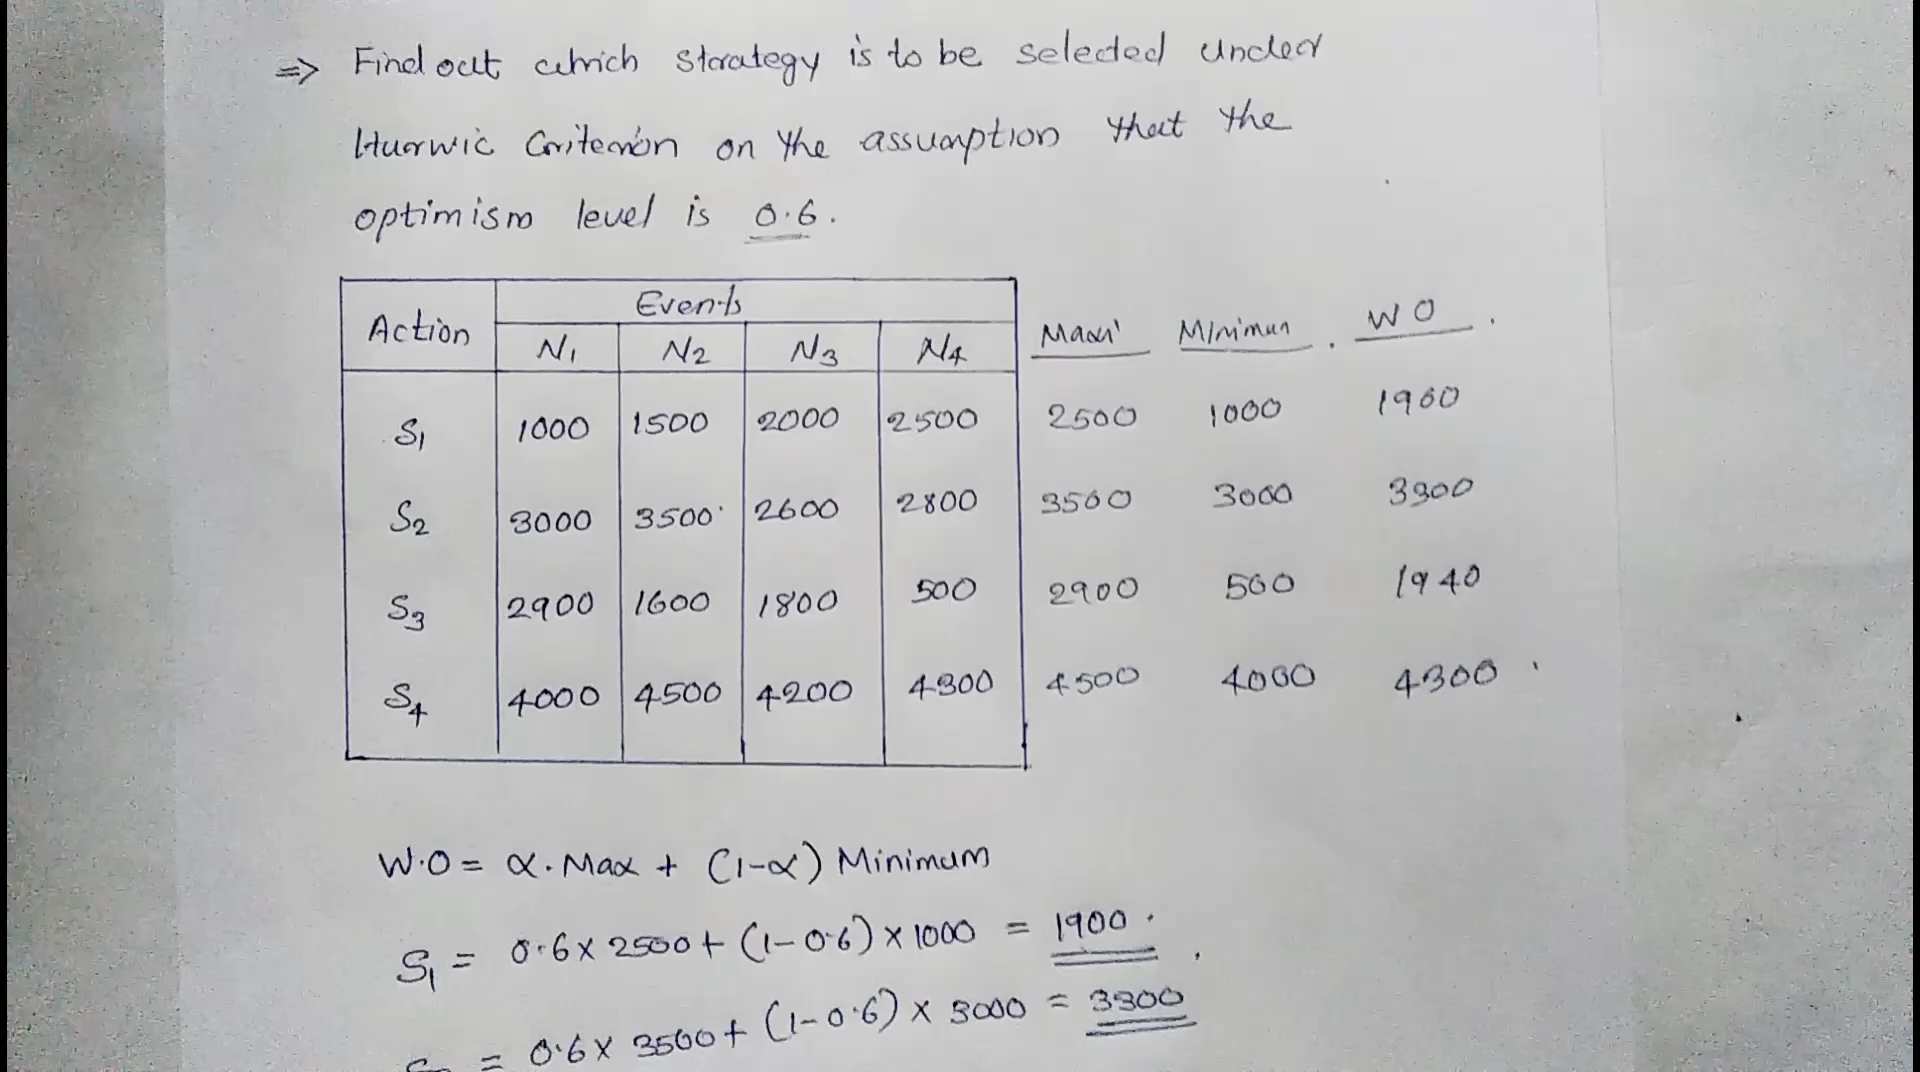 => Find out which strategy is to be selected under
Hurwic Criterion on the assumption that the
optimism level is 0.6.
Action Events Maxi Minimun WO
N1 N2 N3 N4
S1 1000 1500 2000 2500 2500 1000 1900
S2 3000 3500 2600 2800 3500 3000 3300
S3 2900 1600 1800 500 2900 500 1940
S4 4000 4500 4200 4300 4500 4000 4300
W.O = α. Max + (1-α) Minimum
S1 = 0.6 x 2500 + (1-0.6) x 1000 = 1900.
= 0.6 x 3500 + (1-0.6) x 3000 = 3300